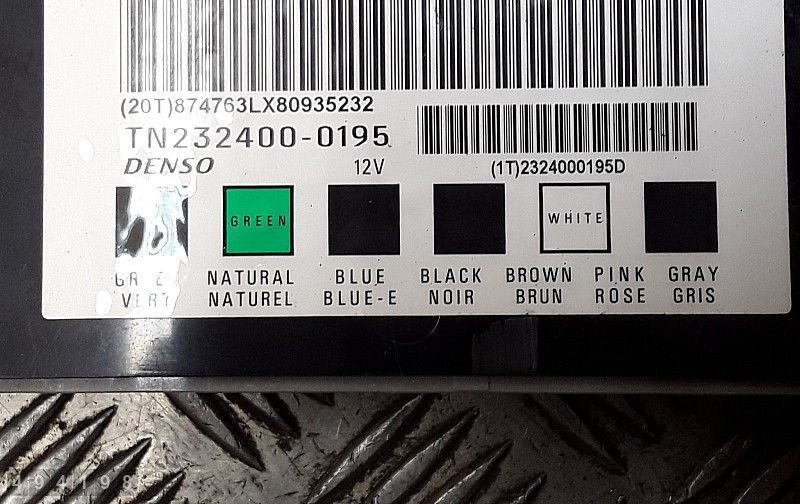 (20T)874763LX80935232
TN232400-0195
DENSO 12V (1T)2324000195D
GREEN WHITE
NATURAL BLUE BLACK BROWN PINK GRAY
VERT NATUREL BLUE-E NOIR BRUN ROSE GRIS